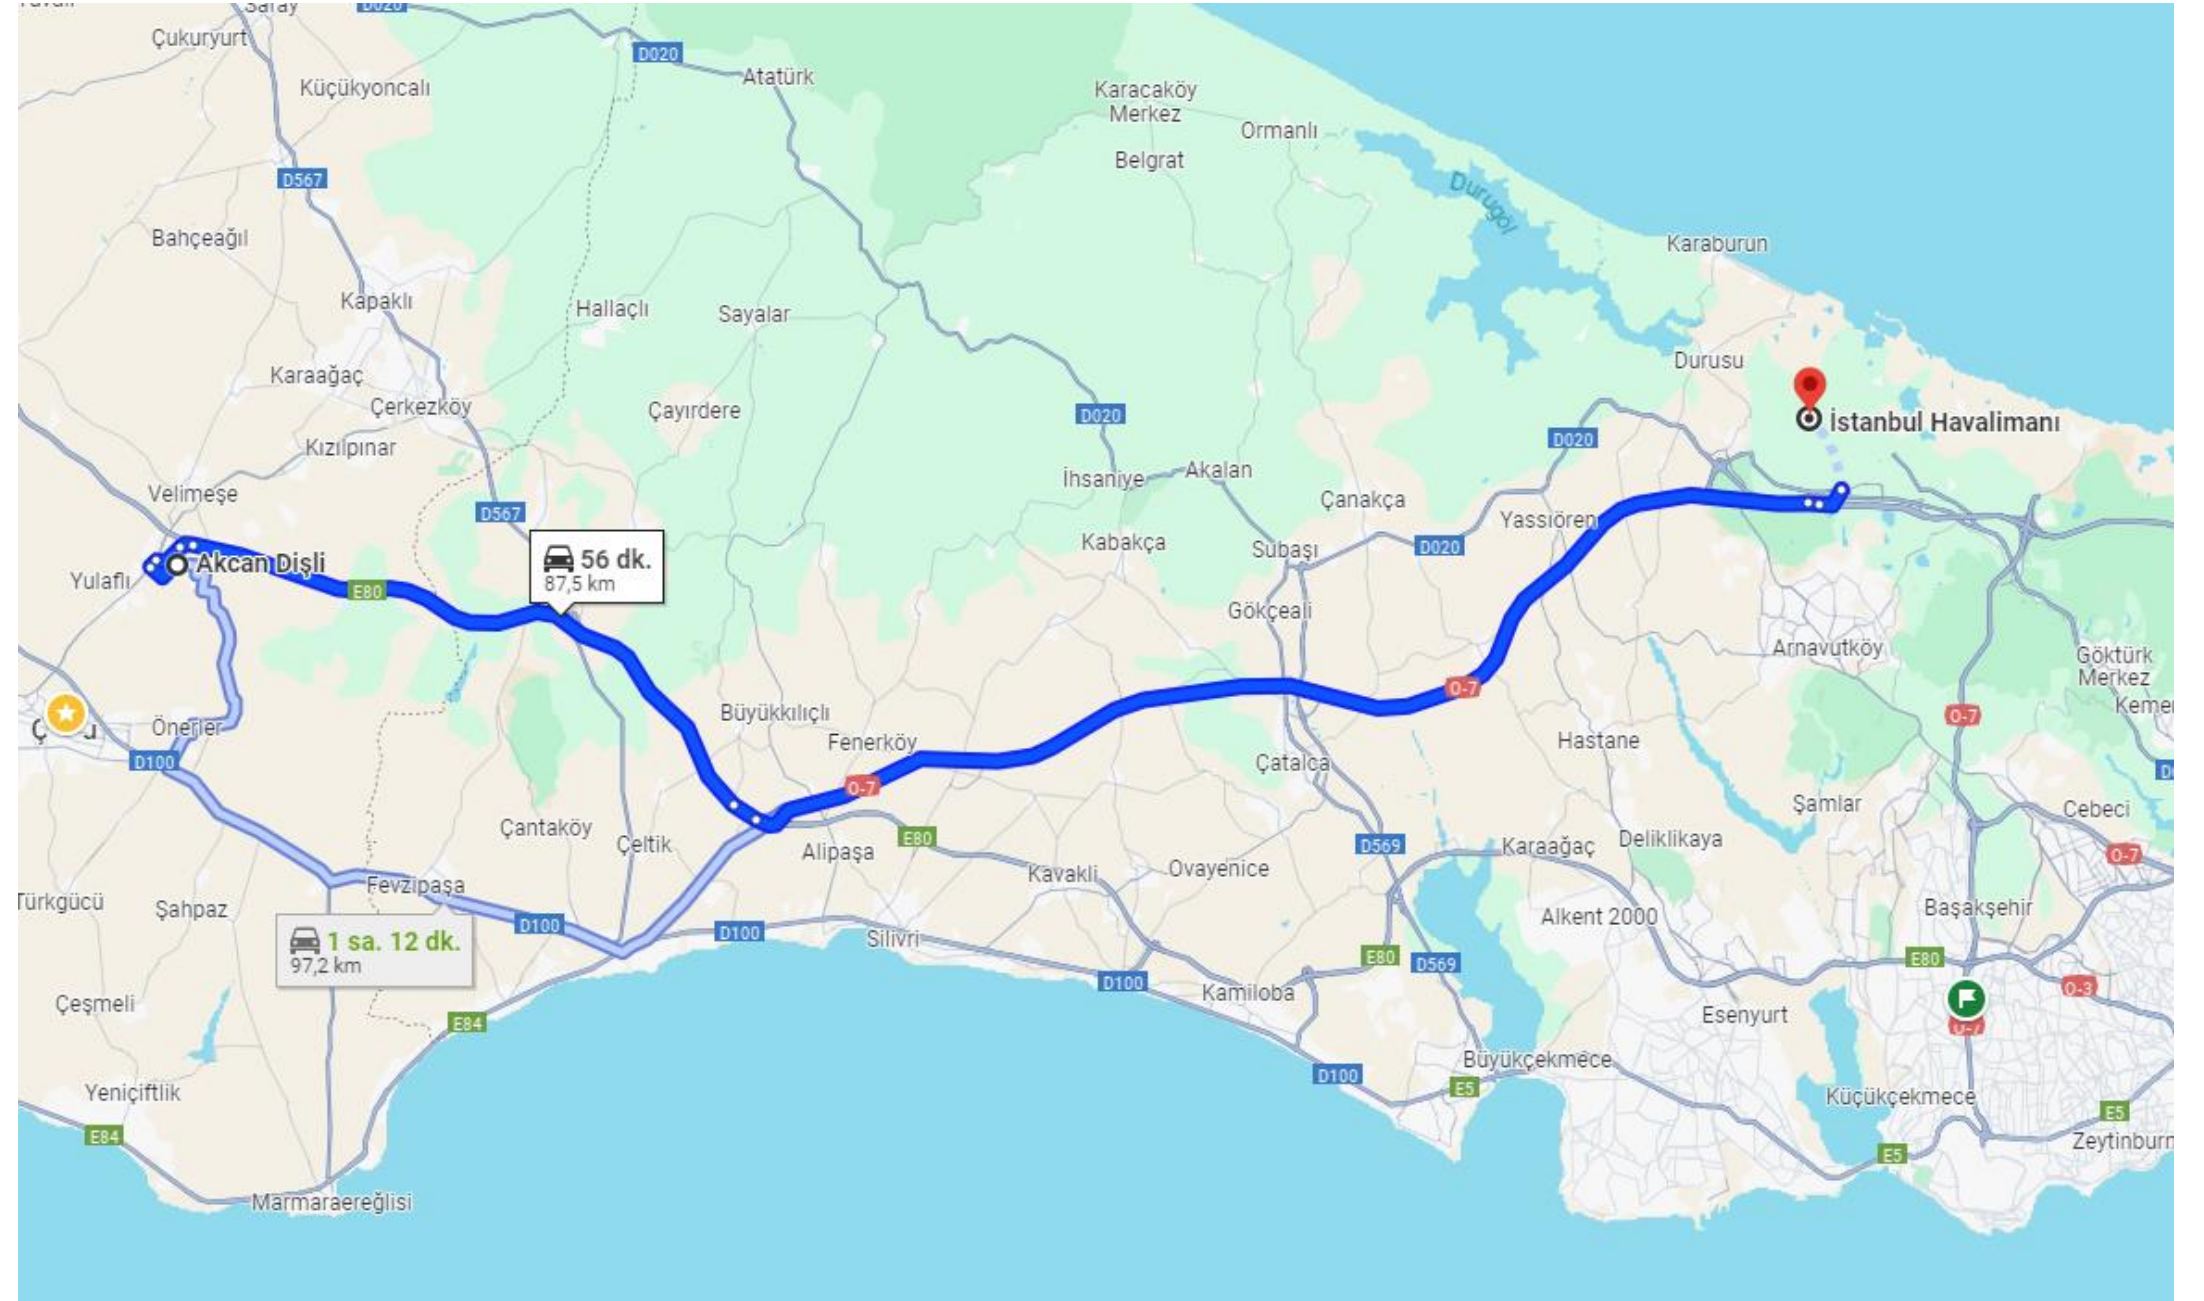 Saray
D020
Çukuryurt
D020
Atatürk
Küçükyoncalı
Karacaköy
Merkez
Ormanlı
Belgrat
D567
Durugöl
Bahçeağıl
Karaburun
Kapaklı
Hallaçlı
Sayalar
Durusu
Karaağaç
Çerkezköy
Çayırdere
D020
İstanbul Havalimanı
D020
Kızılpınar
İhsaniye
Akalan
Velimeşe
Çanakça
D567
Yassıören
Kabakça
Subaşı
D020
56 dk.
87,5 km
Akcan Dişli
Yulaflı
E80
Gökçeali
Arnavutköy
Göktürk
Merkez
O-7
Büyükkılıçlı
Önerler
Fenerköy
O-7
Hastane
D100
Çatalca
O-7
Şamlar
Cebeci
Çantaköy
Çeltik
Alipaşa
E80
D569
Karaağaç
Deliklikaya
O-7
Kavaklı
Ovayenice
Fevzipaşa
Türkgücü
Şahpaz
D100
D100
Silivri
Alkent 2000
Başakşehir
1 sa. 12 dk.
97,2 km
E80
D569
E80
D100
Kamiloba
O-3
Çeşmeli
E84
Esenyurt
O-7
Büyükçekmece
D100
E5
Yeniçiftlik
Küçükçekmece
E5
E84
E5
Marmaraereğlisi